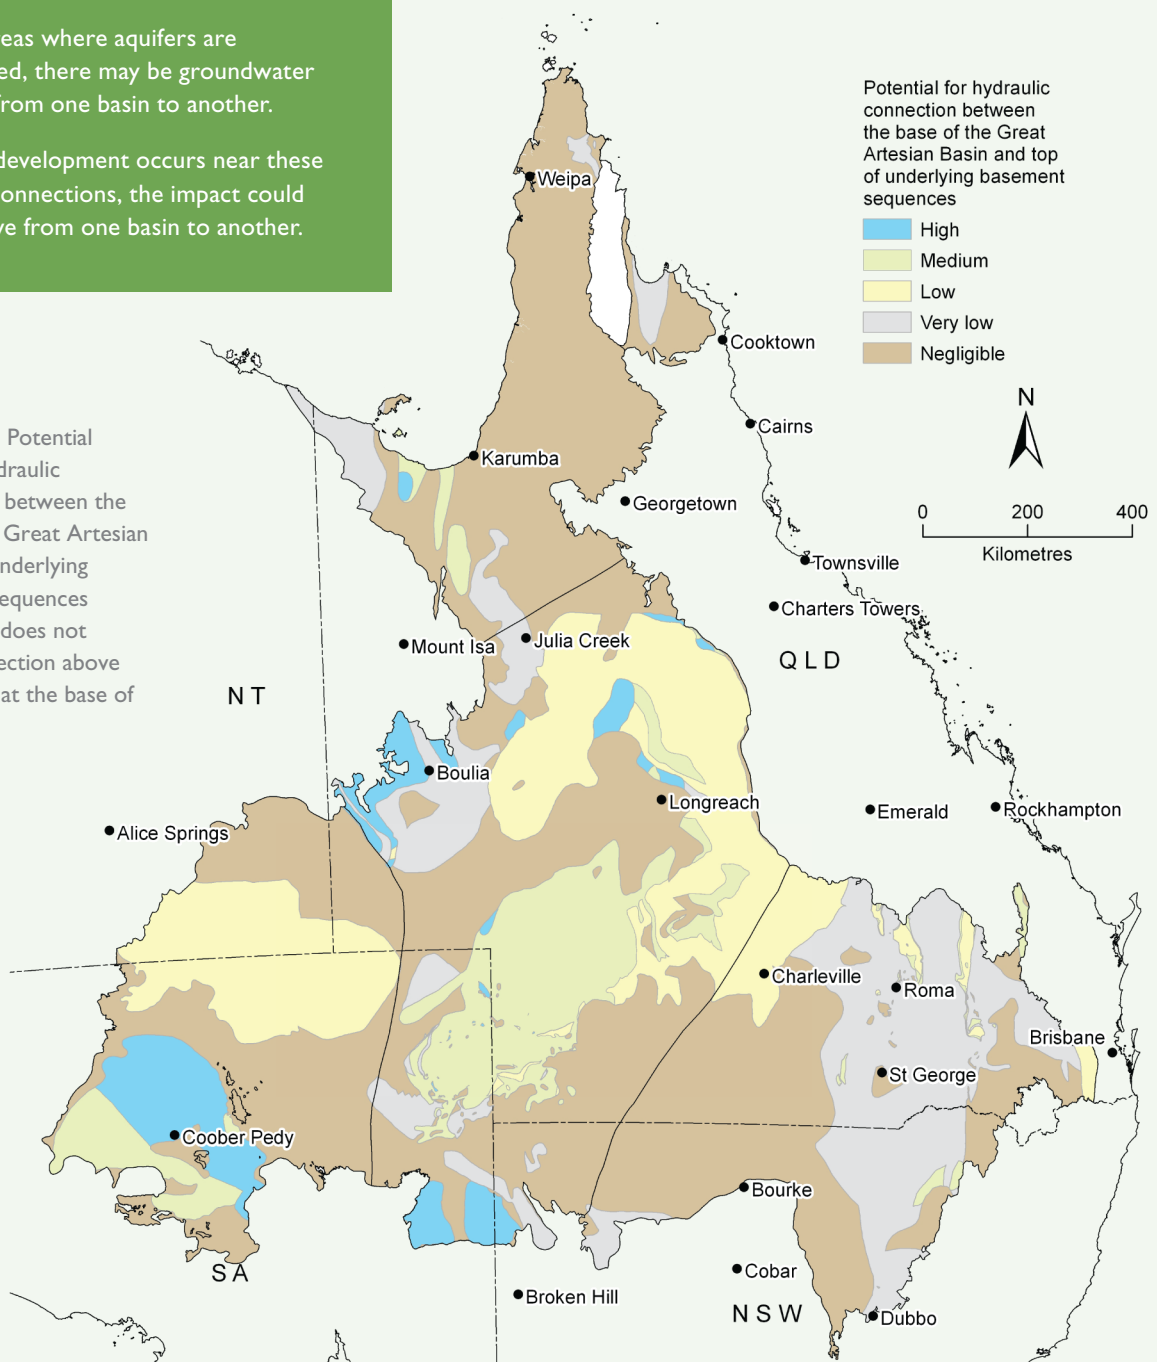 eas where aquifers are
ed, there may be groundwater
from one basin to another.
development occurs near these
onnections, the impact could
ve from one basin to another.
Potential for hydraulic
connection between
the base of the Great
Artesian Basin and top
of underlying basement
sequences
High
Medium
Low
Very low
Negligible
N
0 200 400
Kilometres
Potential
draulic
between the
Great Artesian
nderlying
equences
does not
ection above
at the base of
Weipa
Cooktown
Cairns
Karumba
Georgetown
Townsville
Charters Towers
Mount Isa
Julia Creek
QLD
NT
Boulia
Longreach
Emerald
Rockhampton
Alice Springs
Charleville
Roma
Brisbane
St George
Coober Pedy
Bourke
SA
Cobar
Broken Hill
NSW
Dubbo